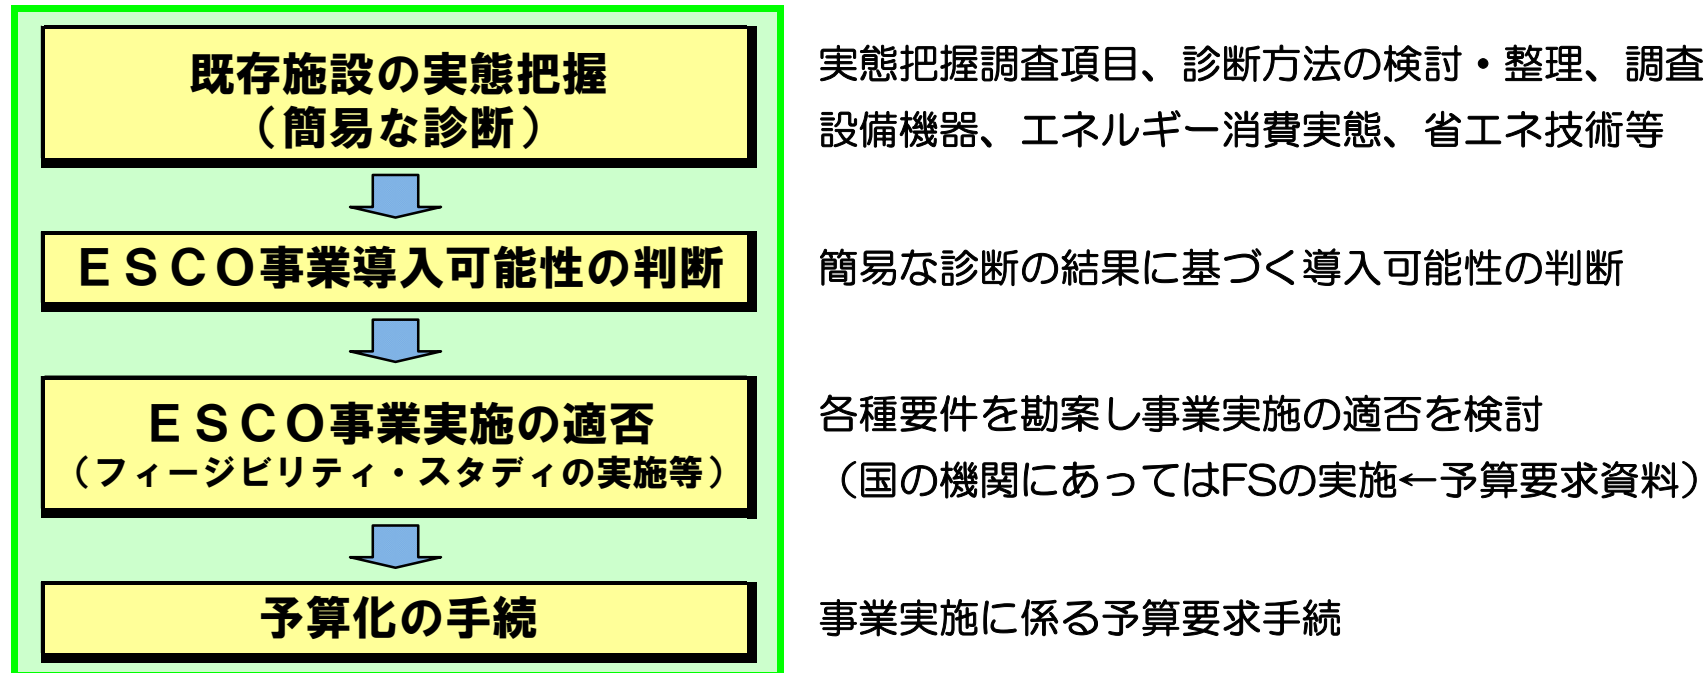 既存施設の実態把握
（簡易な診断）
実態把握調査項目、診断方法の検討・整理、調査
設備機器、エネルギー消費実態、省エネ技術等
ＥＳＣＯ事業導入可能性の判断
簡易な診断の結果に基づく導入可能性の判断
ＥＳＣＯ事業実施の適否
（フィージビリティ・スタディの実施等）
各種要件を勘案し事業実施の適否を検討
（国の機関にあってはFSの実施←予算要求資料）
予算化の手続
事業実施に係る予算要求手続